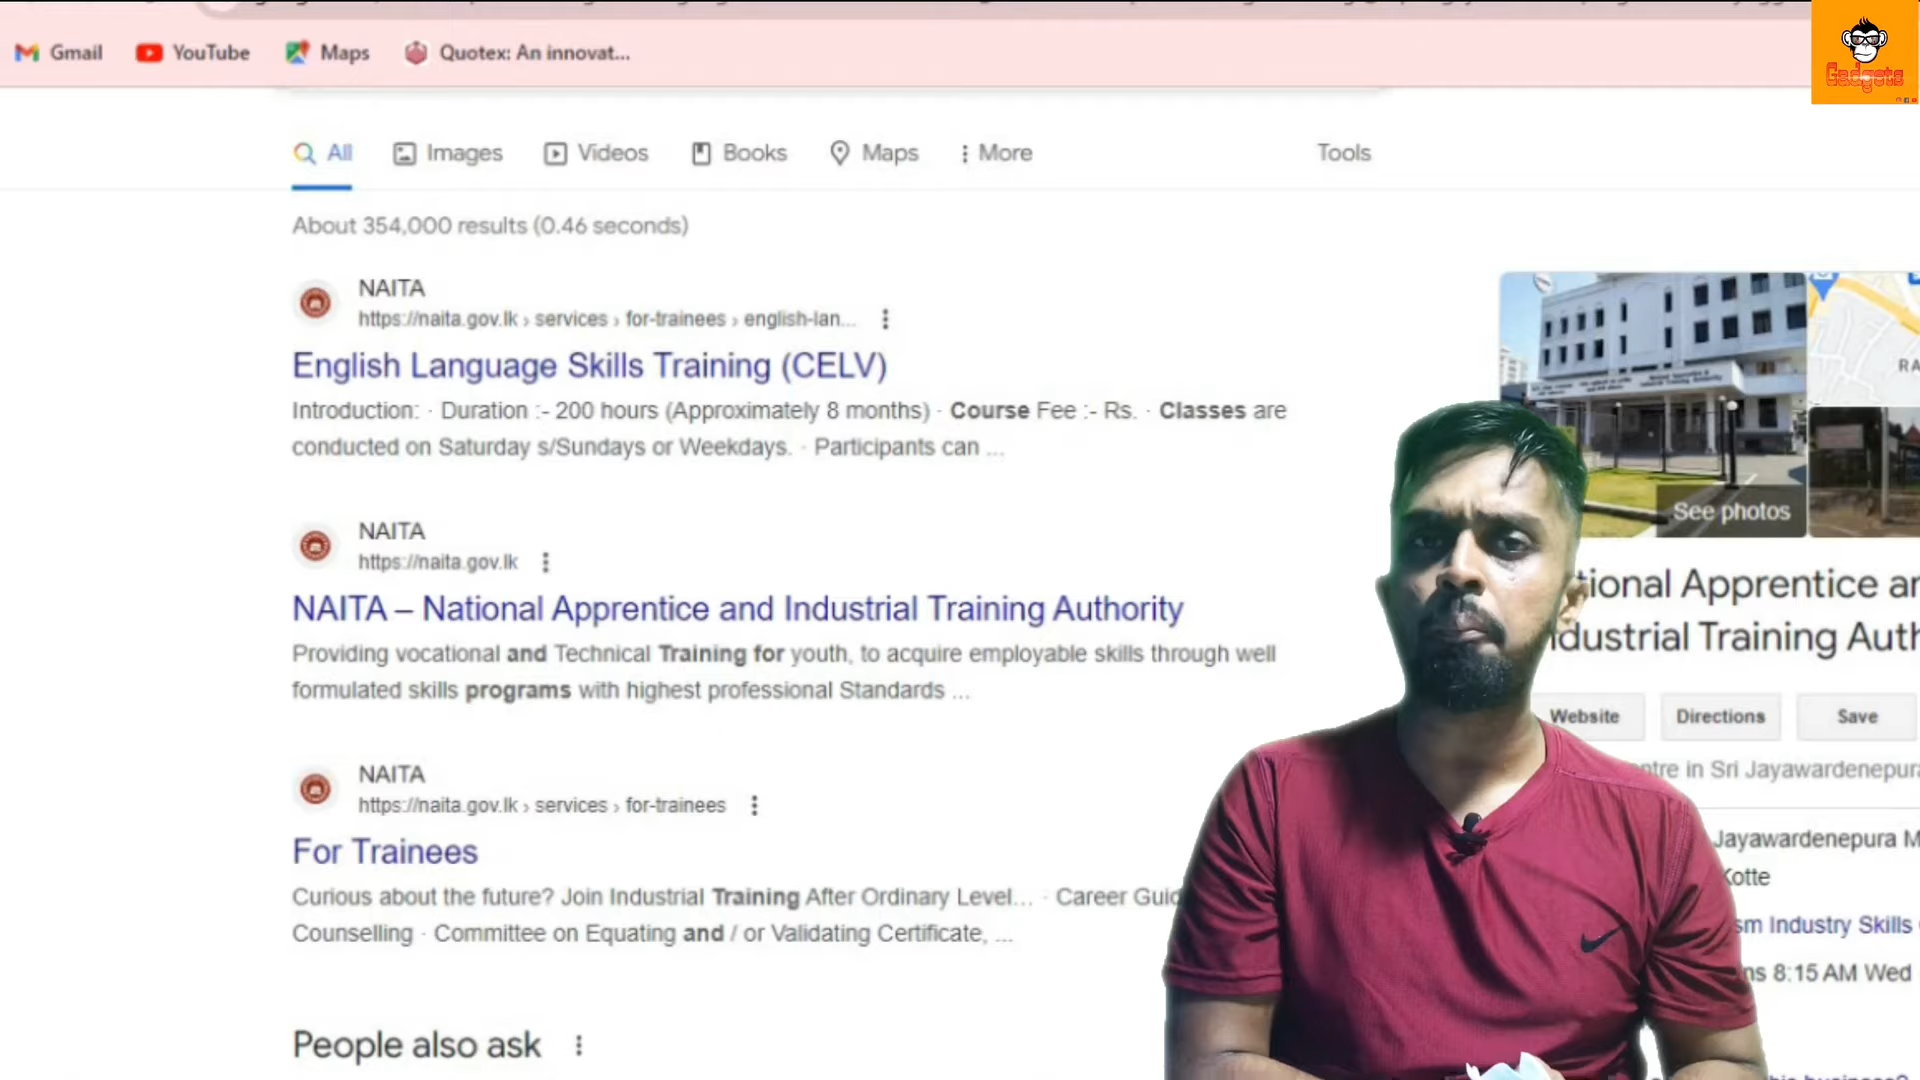 Gmail YouTube Maps Quotex: An innovat...
Gadgets
All Images Videos Books Maps More Tools
About 354,000 results (0.46 seconds)
NAITA
https://naita.gov.lk › services › for-trainees › english-lan...
English Language Skills Training (CELV)
Introduction: · Duration :- 200 hours (Approximately 8 months) · Course Fee :- Rs. · Classes are
conducted on Saturday s/Sundays or Weekdays. · Participants can ...
NAITA
https://naita.gov.lk
NAITA – National Apprentice and Industrial Training Authority
Providing vocational and Technical Training for youth, to acquire employable skills through well
formulated skills programs with highest professional Standards ...
NAITA
https://naita.gov.lk › services › for-trainees
For Trainees
Curious about the future? Join Industrial Training After Ordinary Level... · Career Guid
Counselling · Committee on Equating and / or Validating Certificate, ...
People also ask
RA
See photos
tional Apprentice an
ndustrial Training Auth
Website Directions Save
ntre in Sri Jayawardenepura
Jayawardenepura M
Kotte
sm Industry Skills
ns 8:15 AM Wed